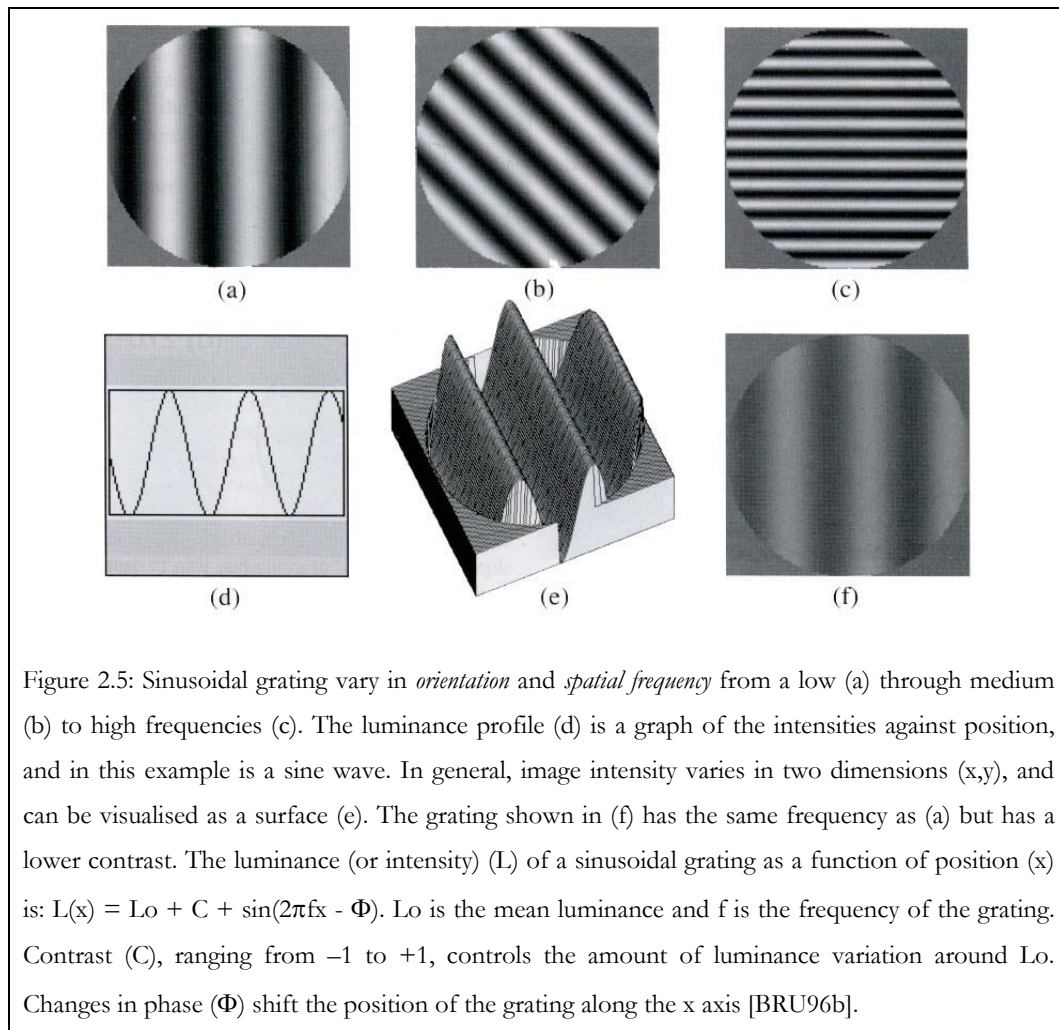 (a)
(b)
(c)
(d)
(e)
(f)
Figure 2.5: Sinusoidal grating vary in orientation and spatial frequency from a low (a) through medium
(b) to high frequencies (c). The luminance profile (d) is a graph of the intensities against position,
and in this example is a sine wave. In general, image intensity varies in two dimensions (x,y), and
can be visualised as a surface (e). The grating shown in (f) has the same frequency as (a) but has a
lower contrast. The luminance (or intensity) (L) of a sinusoidal grating as a function of position (x)
is: L(x) = Lo + C + sin(2πfx - Φ). Lo is the mean luminance and f is the frequency of the grating.
Contrast (C), ranging from –1 to +1, controls the amount of luminance variation around Lo.
Changes in phase (Φ) shift the position of the grating along the x axis [BRU96b].